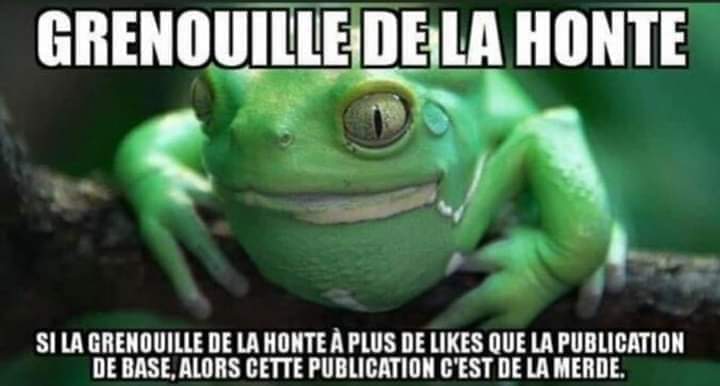 GRENOUILLE DE LA HONTE
SI LA GRENOUILLE DE LA HONTE À PLUS DE LIKES QUE LA PUBLICATION
DE BASE, ALORS CETTE PUBLICATION C'EST DE LA MERDE.